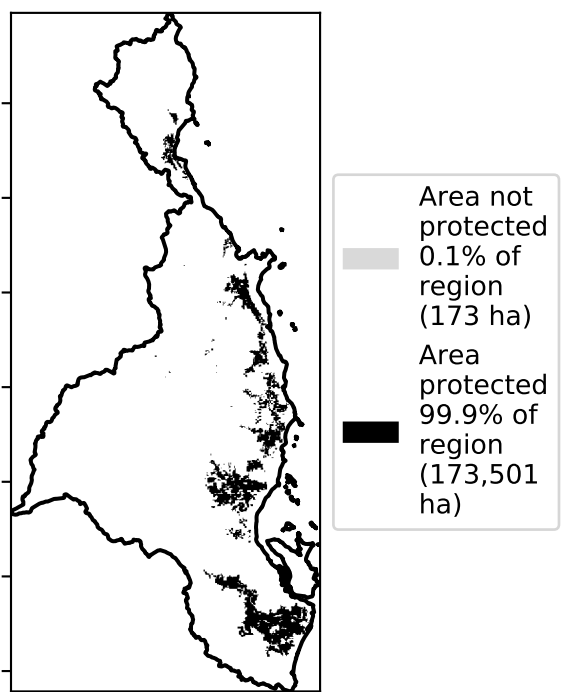 Area not
protected
0.1% of
region
(173 ha)
Area
protected
99.9% of
region
(173,501
ha)